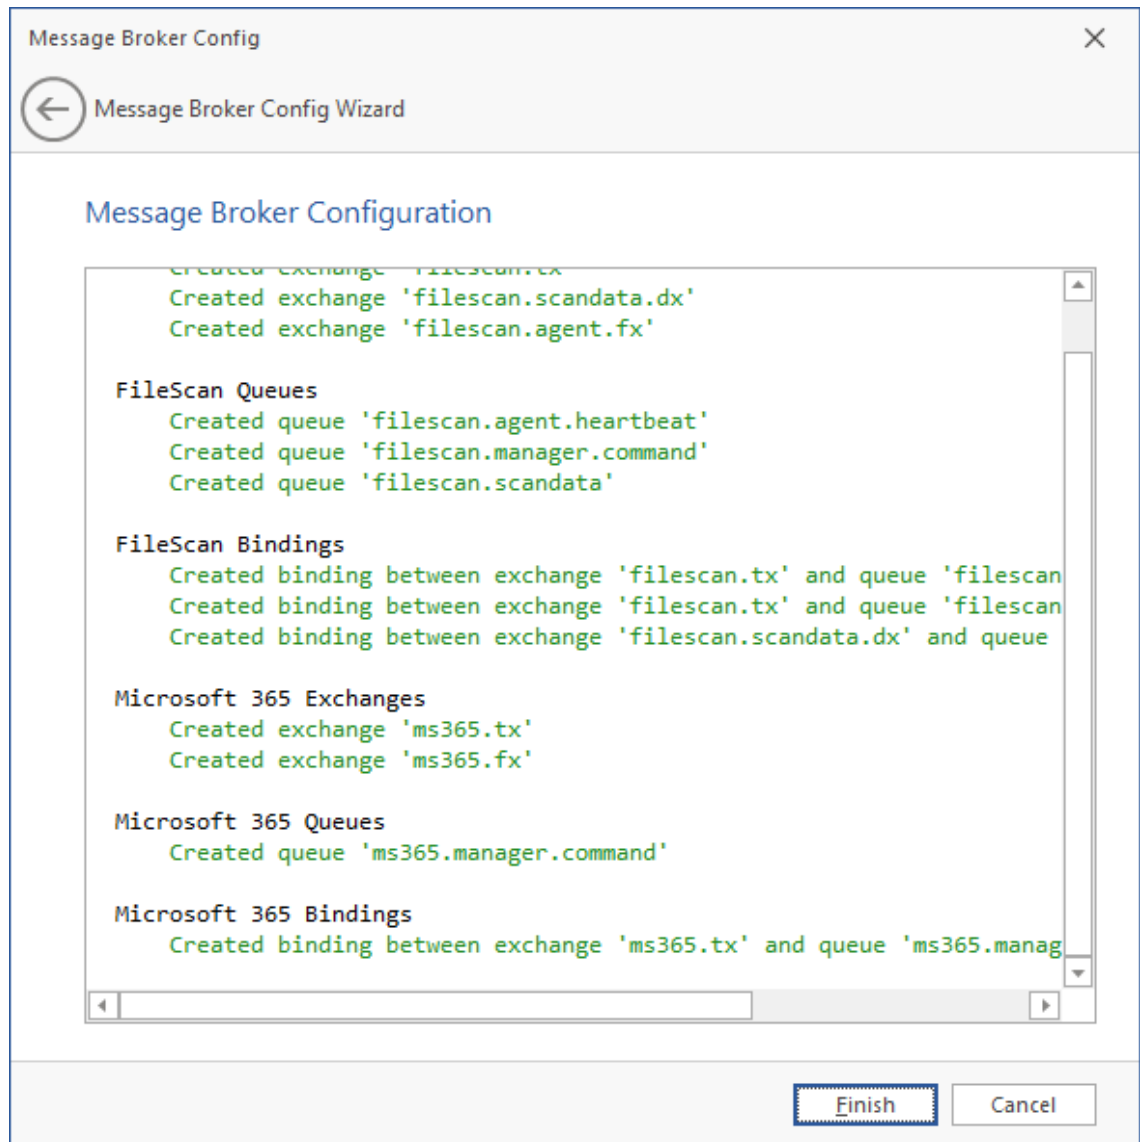 Message Broker Config
Message Broker Config Wizard
Message Broker Configuration
Created exchange 'filescan.tx'
Created exchange 'filescan.scandata.dx'
Created exchange 'filescan.agent.fx'
FileScan Queues
Created queue 'filescan.agent.heartbeat'
Created queue 'filescan.manager.command'
Created queue 'filescan.scandata'
FileScan Bindings
Created binding between exchange 'filescan.tx' and queue 'filescan
Created binding between exchange 'filescan.tx' and queue 'filescan
Created binding between exchange 'filescan.scandata.dx' and queue
Microsoft 365 Exchanges
Created exchange 'ms365.tx'
Created exchange 'ms365.fx'
Microsoft 365 Queues
Created queue 'ms365.manager.command'
Microsoft 365 Bindings
Created binding between exchange 'ms365.tx' and queue 'ms365.manag
Finish
Cancel